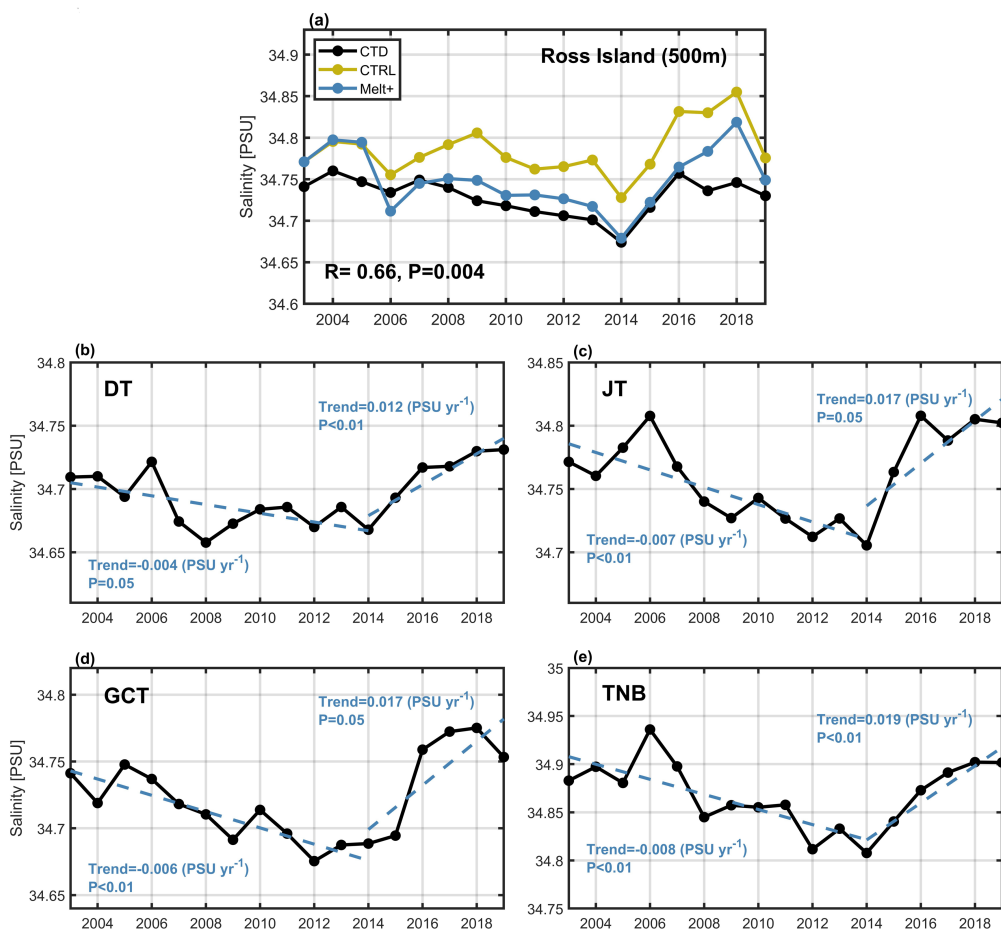 (a)
34.9
34.85
34.8
34.75
34.7
34.65
34.6
Salinity [PSU]
CTD
CTRL
Melt+
Ross Island (500m)
R= 0.66, P=0.004
2004 2006 2008 2010 2012 2014 2016 2018
(b)
34.8
34.75
34.7
34.65
Salinity [PSU]
DT
Trend=0.012 (PSU yr-1)
P<0.01
Trend=-0.004 (PSU yr-1)
P=0.05
2004 2006 2008 2010 2012 2014 2016 2018
(c)
34.85
34.8
34.75
34.7
JT
Trend=0.017 (PSU yr-1)
P=0.05
Trend=-0.007 (PSU yr-1)
P<0.01
2004 2006 2008 2010 2012 2014 2016 2018
(d)
34.8
34.75
34.7
34.65
Salinity [PSU]
GCT
Trend=0.017 (PSU yr-1)
P=0.05
Trend=-0.006 (PSU yr-1)
P<0.01
2004 2006 2008 2010 2012 2014 2016 2018
(e)
35
34.95
34.9
34.85
34.8
34.75
TNB
Trend=0.019 (PSU yr-1)
P<0.01
Trend=-0.008 (PSU yr-1)
P<0.01
2004 2006 2008 2010 2012 2014 2016 2018